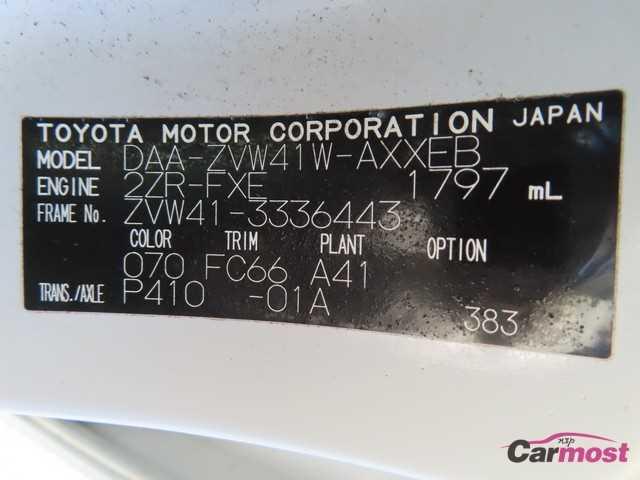 TOYOTA MOTOR CORPORATION JAPAN
MODEL DAA-ZVW41W-AXXEB
ENGINE 2ZR-FXE 1797 mL
FRAME No. ZVW41-3336443
COLOR TRIM PLANT OPTION
070 FC66 A41
TRANS./AXLE P410 -01A
383
Carmost